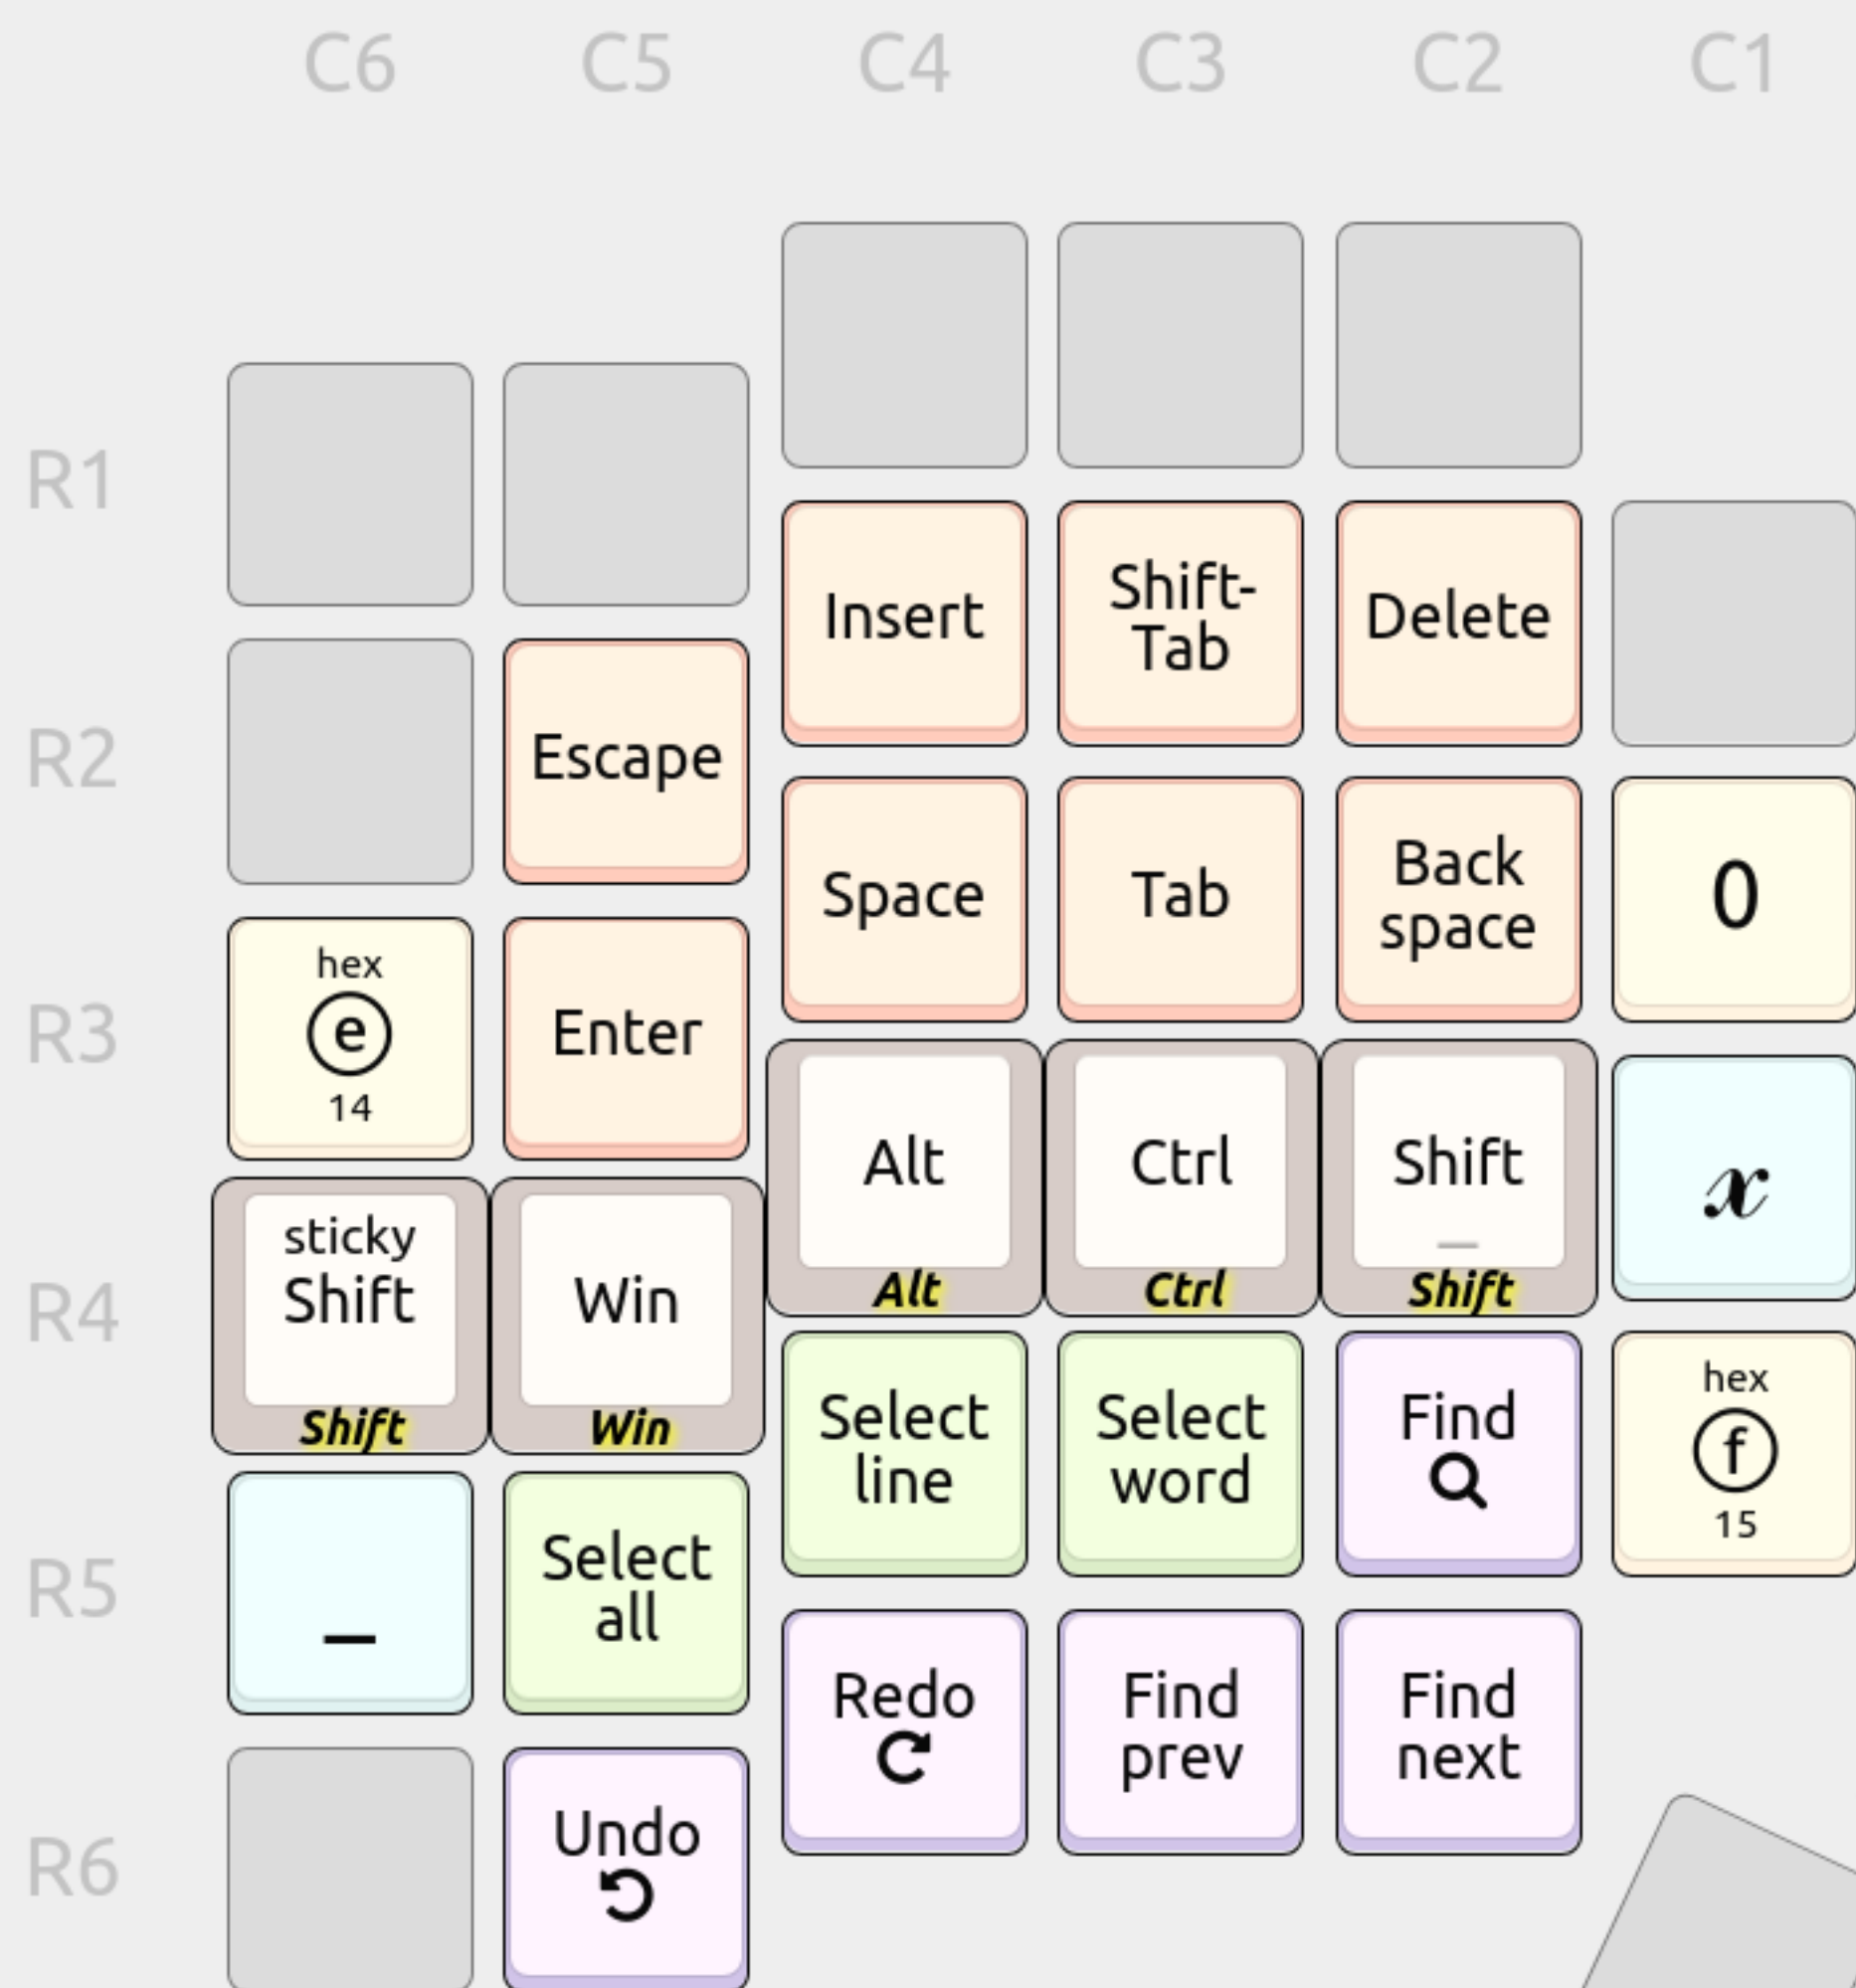 C6 C5 C4 C3 C2 C1
R1
Insert
Shift-
Tab
Delete
R2
Escape
Space
Tab
Back
space
0
R3
hex
e
14
Enter
Alt
Alt
Ctrl
Ctrl
Shift
_
Shift
x
R4
sticky
Shift
Shift
Win
Win
Select
line
Select
word
Find
hex
f
15
R5
_
Select
all
Redo
Find
prev
Find
next
R6
Undo